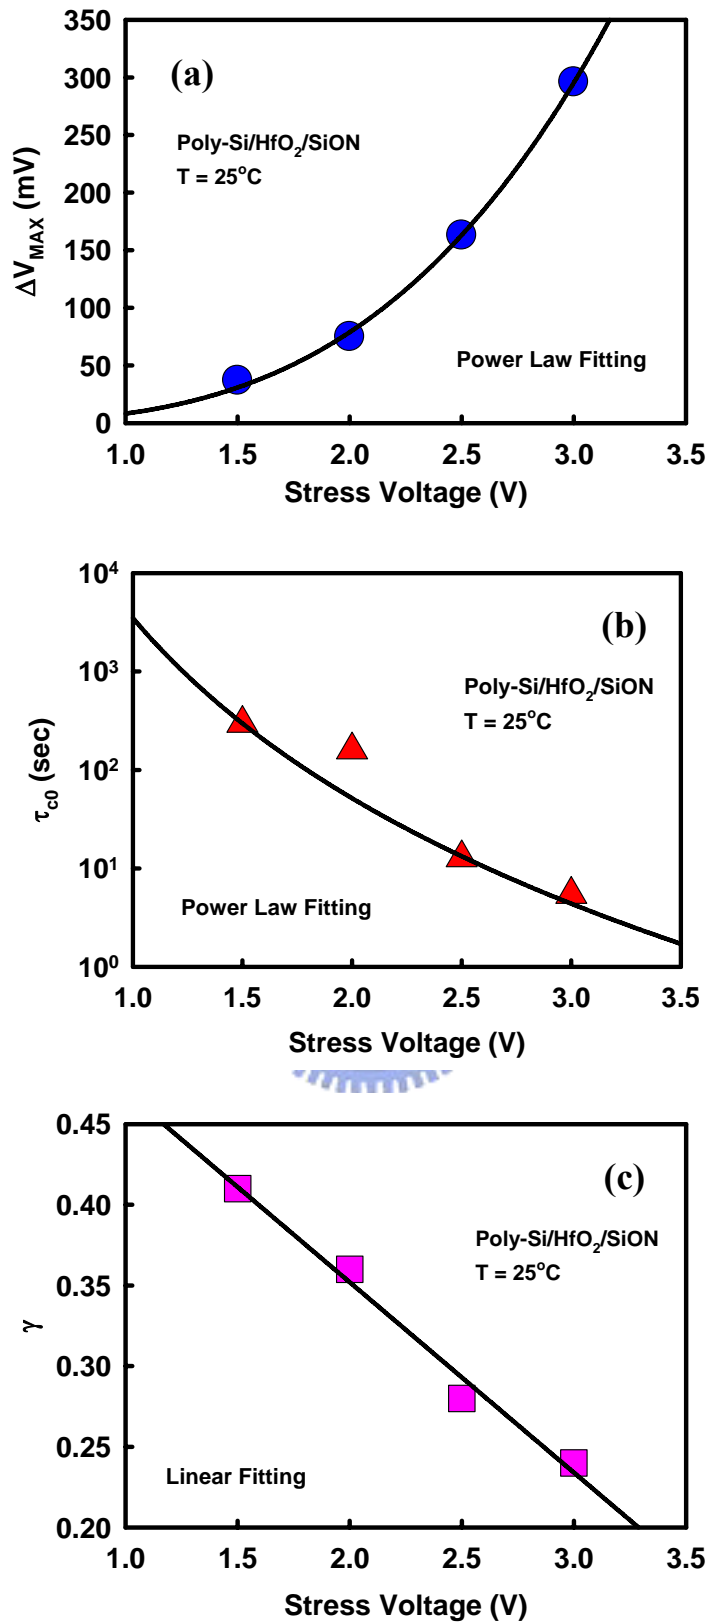 350
300
250
200
150
100
50
0
ΔV_MAX (mV)
(a)
Poly-Si/HfO₂/SiON
T = 25°C
Power Law Fitting
1.0 1.5 2.0 2.5 3.0 3.5
Stress Voltage (V)
10⁴
10³
10²
10¹
10⁰
τ_c0 (sec)
(b)
Poly-Si/HfO₂/SiON
T = 25°C
Power Law Fitting
1.0 1.5 2.0 2.5 3.0 3.5
Stress Voltage (V)
0.45
0.40
0.35
0.30
0.25
0.20
γ
(c)
Poly-Si/HfO₂/SiON
T = 25°C
Linear Fitting
1.0 1.5 2.0 2.5 3.0 3.5
Stress Voltage (V)